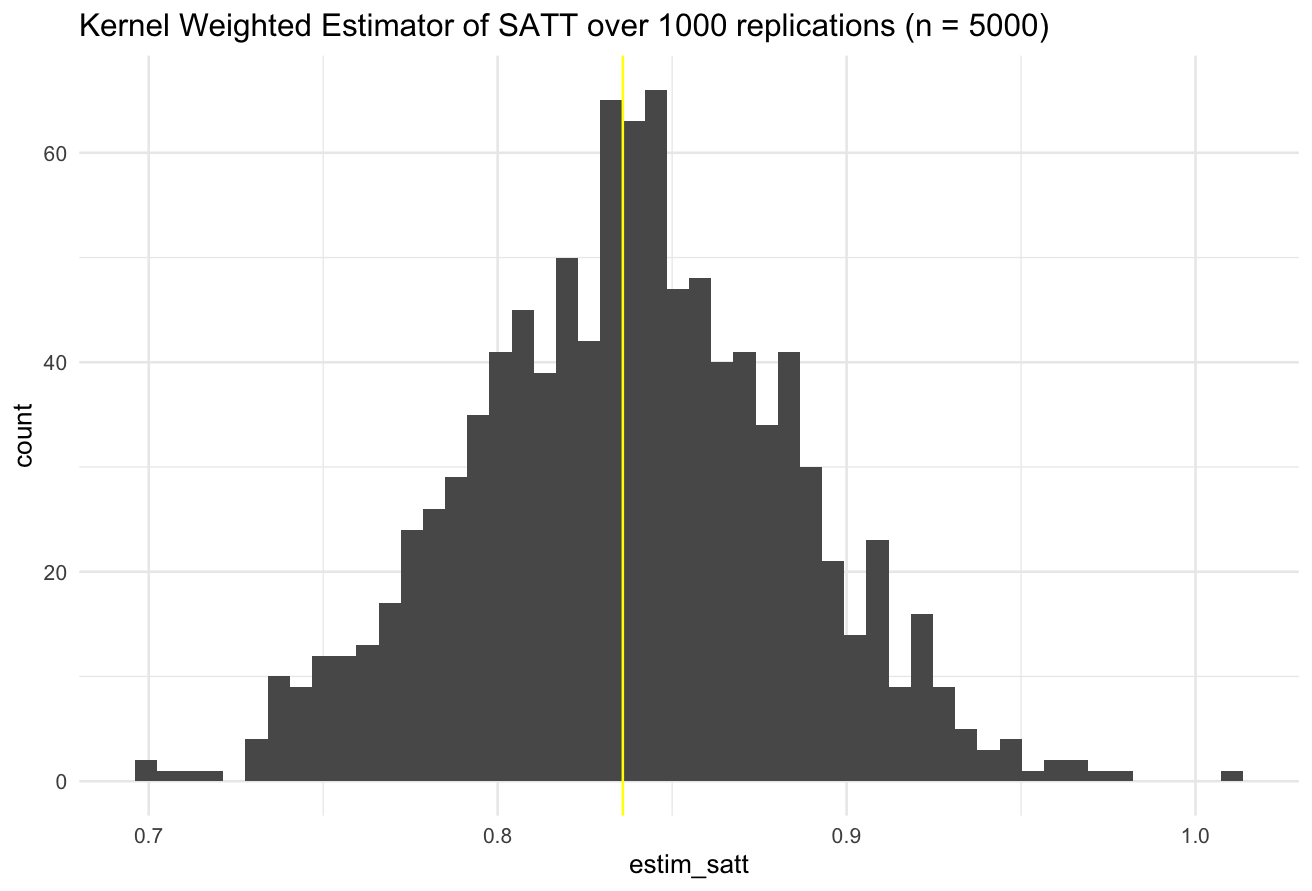 Kernel Weighted Estimator of SATT over 1000 replications (n = 5000)
60
40
20
0
count
0.7 0.8 0.9 1.0
estim_satt